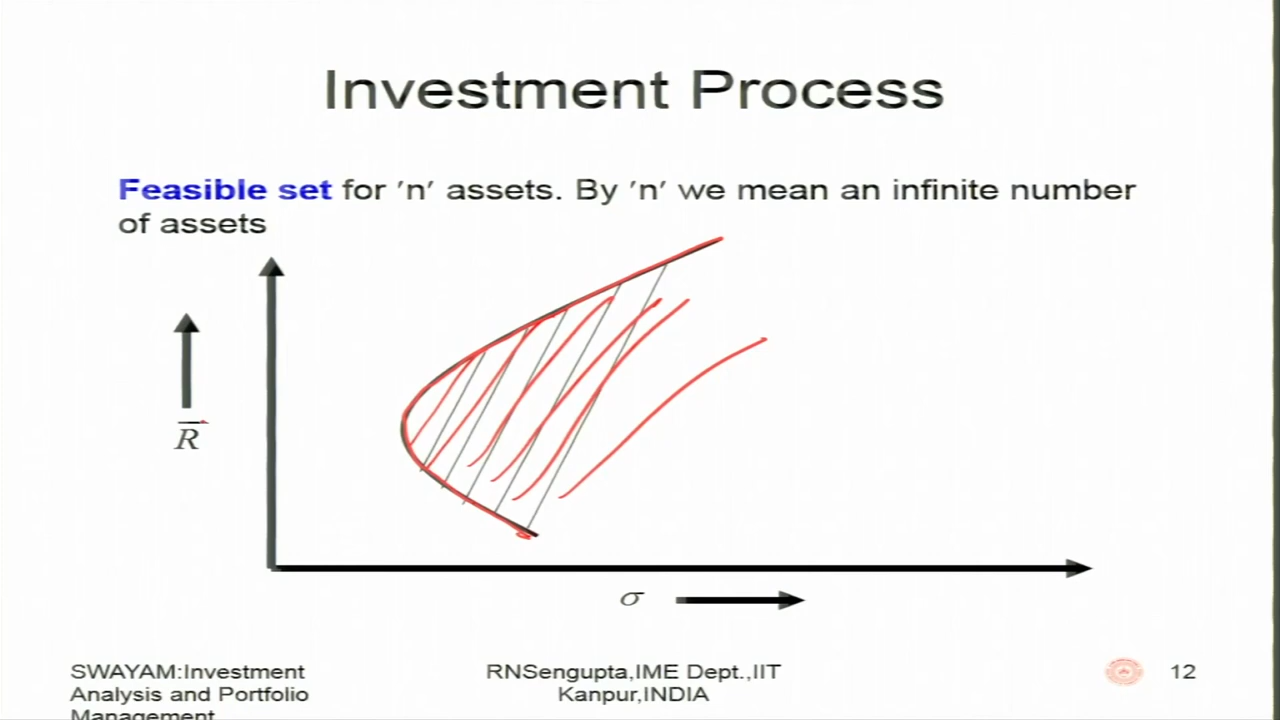 Investment Process
Feasible set for 'n' assets. By 'n' we mean an infinite number
of assets
R
σ
SWAYAM:Investment
Analysis and Portfolio
Management
RNSengupta,IME Dept.,IIT
Kanpur,INDIA
12